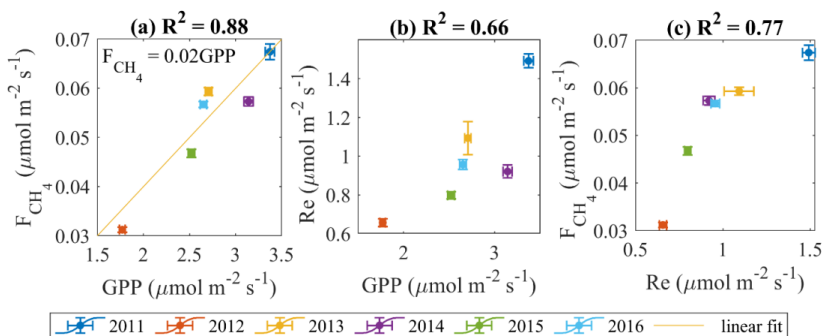 (a) R² = 0.88
F_CH₄ = 0.02GPP
0.07
0.06
0.05
0.04
0.03
F_CH₄ (μmol m⁻² s⁻¹)
1.5 2 2.5 3 3.5
GPP (μmol m⁻² s⁻¹)
(b) R² = 0.66
1.4
1.2
1
0.8
0.6
Re (μmol m⁻² s⁻¹)
2 3
GPP (μmol m⁻² s⁻¹)
(c) R² = 0.77
0.07
0.06
0.05
0.04
0.03
F_CH₄ (μmol m⁻² s⁻¹)
0.5 1 1.5
Re (μmol m⁻² s⁻¹)
2011 2012 2013 2014 2015 2016 linear fit